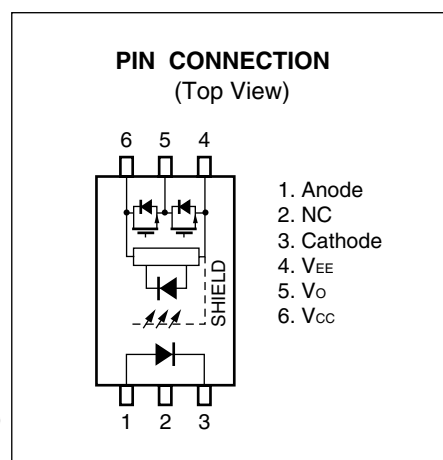 PIN CONNECTION
(Top View)
6 5 4
SHIELD
1 2 3
1. Anode
2. NC
3. Cathode
4. VEE
5. VO
6. VCC